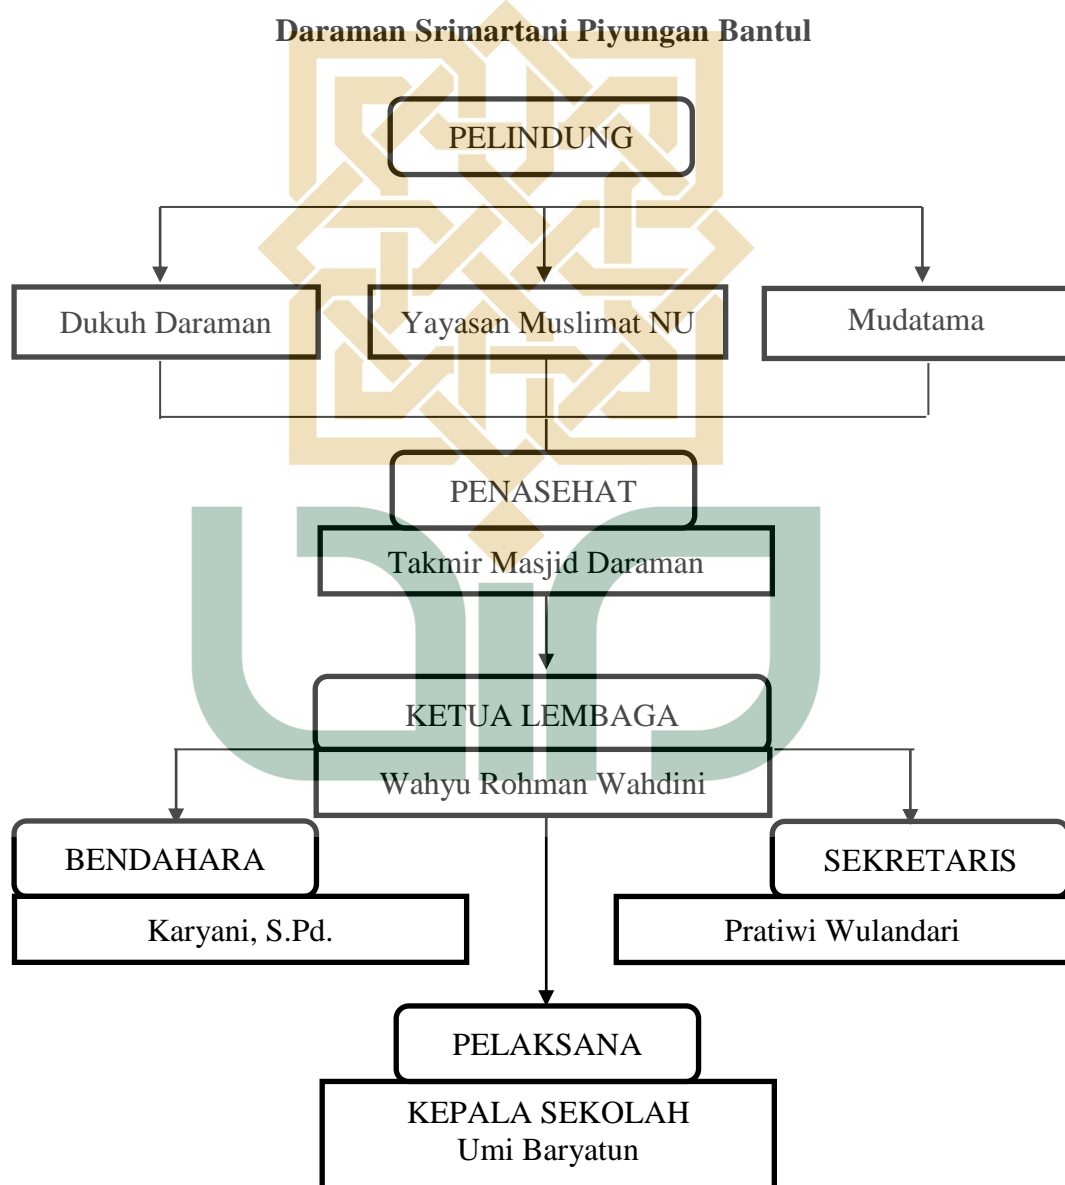 Daraman Srimartani Piyungan Bantul
PELINDUNG
Dukuh Daraman
Yayasan Muslimat NU
Mudatama
PENASEHAT
Takmir Masjid Daraman
KETUA LEMBAGA
Wahyu Rohman Wahdini
BENDAHARA
SEKRETARIS
Karyani, S.Pd.
Pratiwi Wulandari
PELAKSANA
KEPALA SEKOLAH
Umi Baryatun